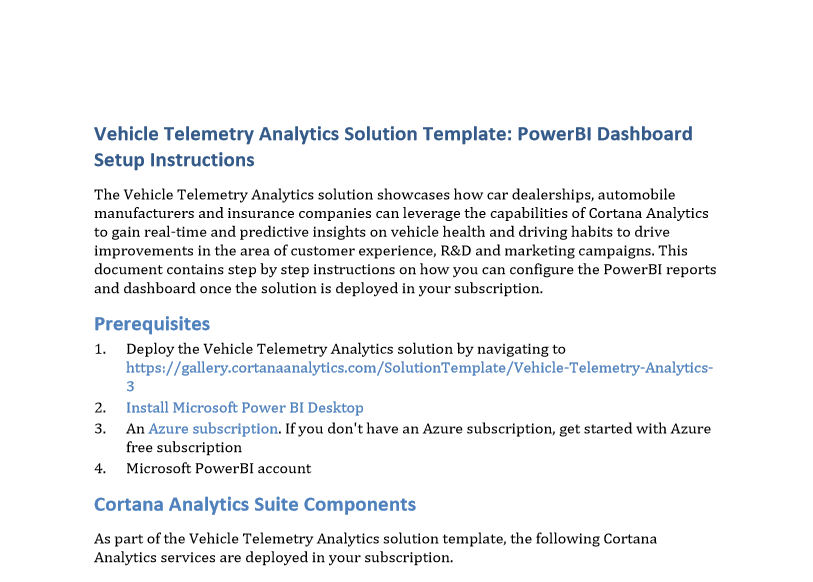 Vehicle Telemetry Analytics Solution Template: PowerBI Dashboard
Setup Instructions
The Vehicle Telemetry Analytics solution showcases how car dealerships, automobile
manufacturers and insurance companies can leverage the capabilities of Cortana Analytics
to gain real-time and predictive insights on vehicle health and driving habits to drive
improvements in the area of customer experience, R&D and marketing campaigns. This
document contains step by step instructions on how you can configure the PowerBI reports
and dashboard once the solution is deployed in your subscription.
Prerequisites
1. Deploy the Vehicle Telemetry Analytics solution by navigating to
https://gallery.cortanaanalytics.com/SolutionTemplate/Vehicle-Telemetry-Analytics-
3
2. Install Microsoft Power BI Desktop
3. An Azure subscription. If you don't have an Azure subscription, get started with Azure
free subscription
4. Microsoft PowerBI account
Cortana Analytics Suite Components
As part of the Vehicle Telemetry Analytics solution template, the following Cortana
Analytics services are deployed in your subscription.